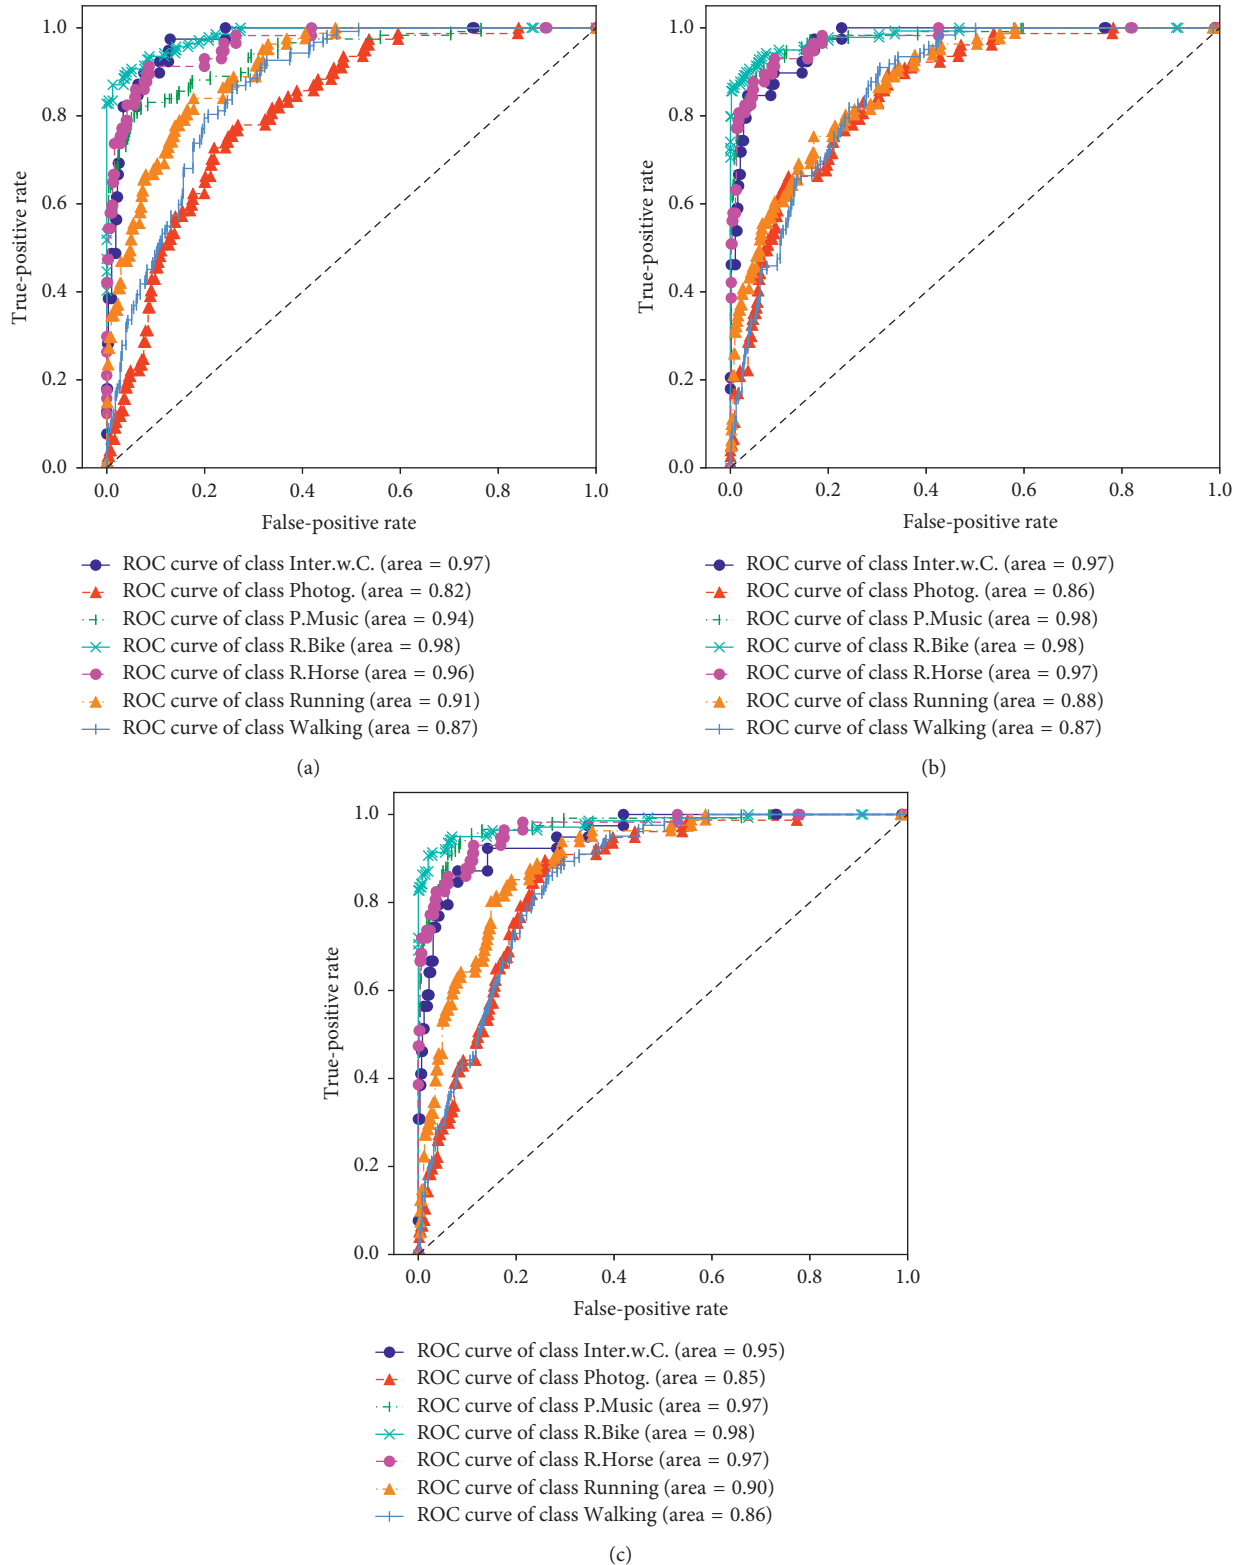 1.0
0.8
0.6
0.4
0.2
0.0
True-positive rate
0.0 0.2 0.4 0.6 0.8 1.0
False-positive rate
ROC curve of class Inter.w.C. (area = 0.97)
ROC curve of class Photog. (area = 0.82)
ROC curve of class P.Music (area = 0.94)
ROC curve of class R.Bike (area = 0.98)
ROC curve of class R.Horse (area = 0.96)
ROC curve of class Running (area = 0.91)
ROC curve of class Walking (area = 0.87)
(a)
1.0
0.8
0.6
0.4
0.2
0.0
True-positive rate
0.0 0.2 0.4 0.6 0.8 1.0
False-positive rate
ROC curve of class Inter.w.C. (area = 0.97)
ROC curve of class Photog. (area = 0.86)
ROC curve of class P.Music (area = 0.98)
ROC curve of class R.Bike (area = 0.98)
ROC curve of class R.Horse (area = 0.97)
ROC curve of class Running (area = 0.88)
ROC curve of class Walking (area = 0.87)
(b)
1.0
0.8
0.6
0.4
0.2
0.0
True-positive rate
0.0 0.2 0.4 0.6 0.8 1.0
False-positive rate
ROC curve of class Inter.w.C. (area = 0.95)
ROC curve of class Photog. (area = 0.85)
ROC curve of class P.Music (area = 0.97)
ROC curve of class R.Bike (area = 0.98)
ROC curve of class R.Horse (area = 0.97)
ROC curve of class Running (area = 0.90)
ROC curve of class Walking (area = 0.86)
(c)